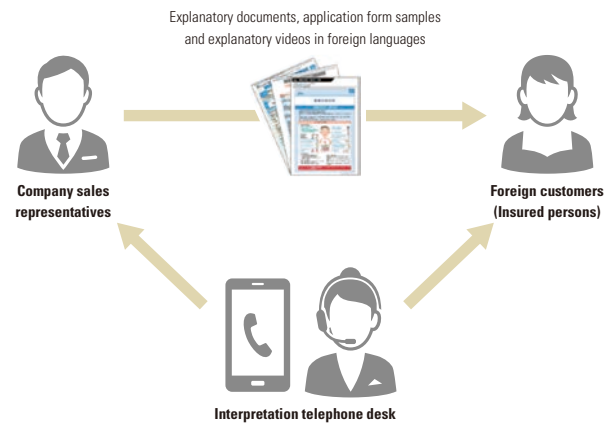 Explanatory documents, application form samples
and explanatory videos in foreign languages
Company sales
representatives
Foreign customers
(Insured persons)
Interpretation telephone desk